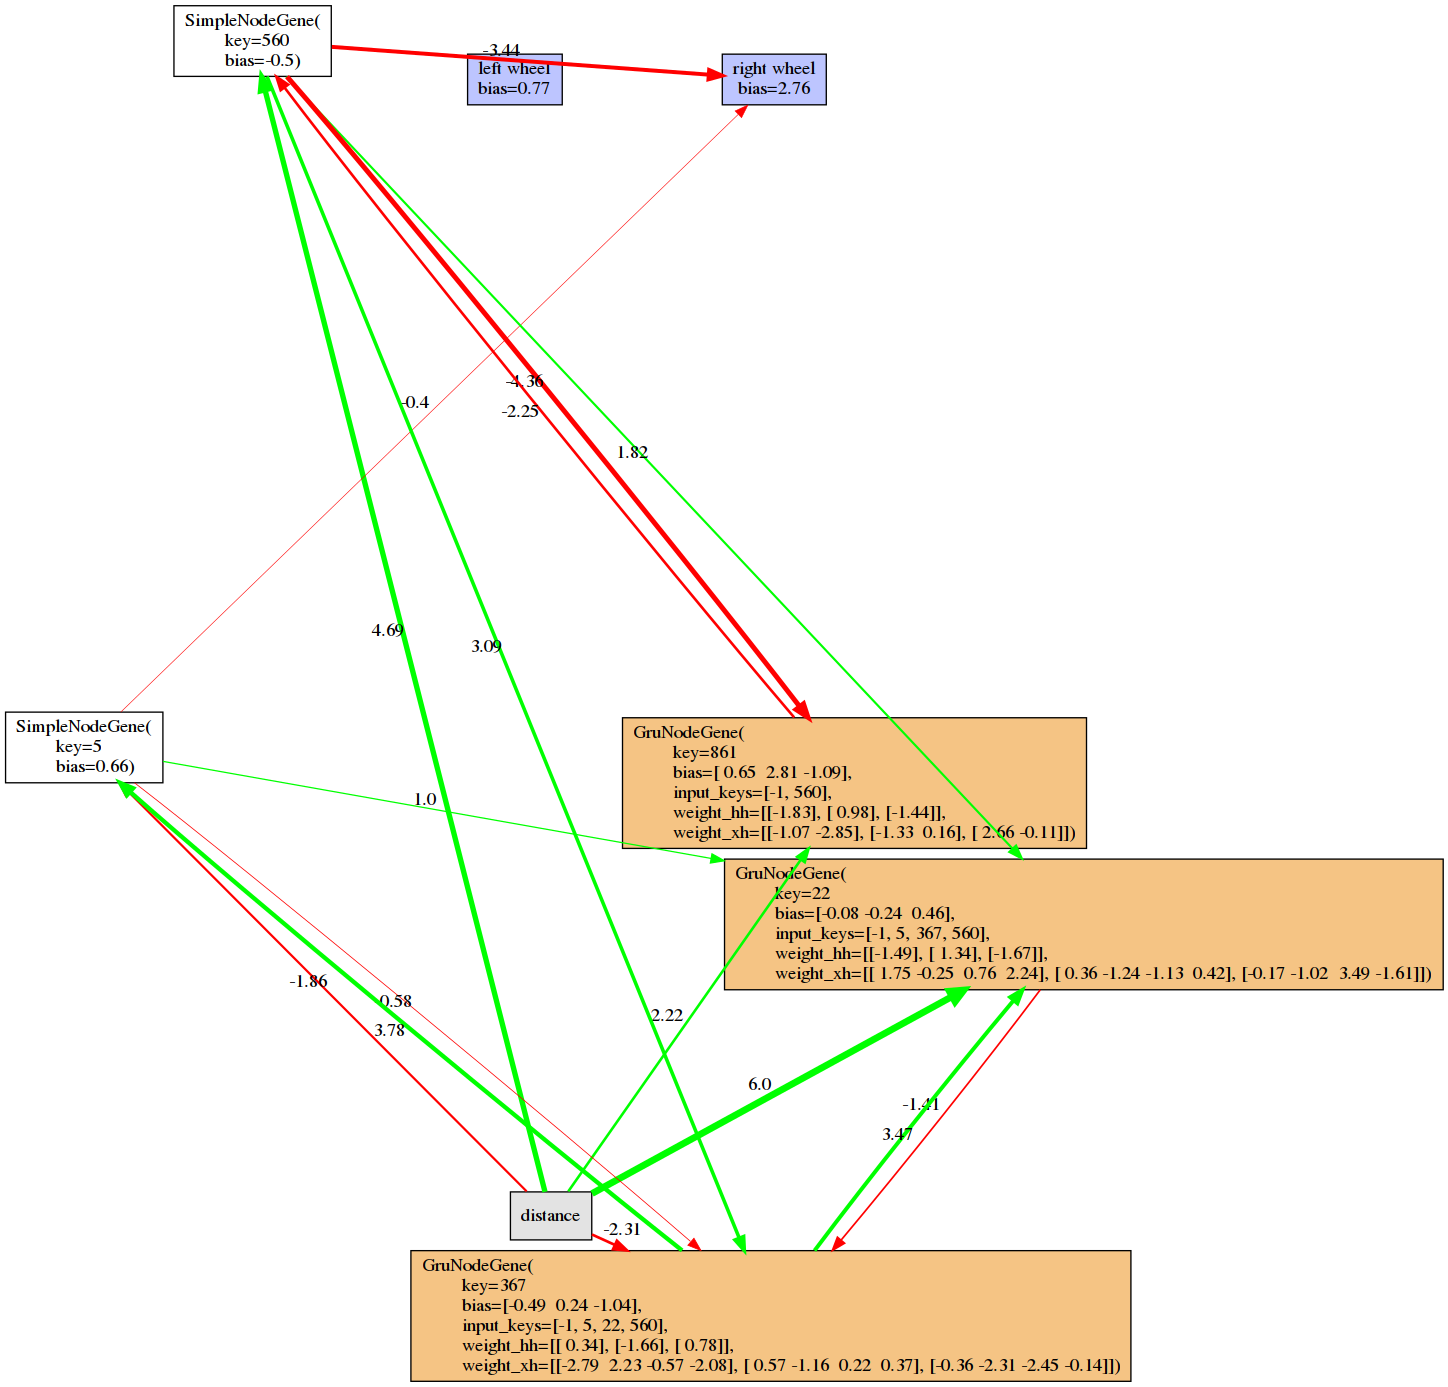 SimpleNodeGene(
key=560
bias=-0.5)
-3.44
left wheel
bias=0.77
right wheel
bias=2.76
-4.36
-0.4
-2.25
1.82
4.69
3.09
SimpleNodeGene(
key=5
bias=0.66)
1.0
GruNodeGene(
key=861
bias=[ 0.65  2.81 -1.09],
input_keys=[-1, 560],
weight_hh=[[-1.83], [ 0.98], [-1.44]],
weight_xh=[[-1.07 -2.85], [-1.33  0.16], [ 2.66 -0.11]])
GruNodeGene(
key=22
bias=[-0.08 -0.24  0.46],
input_keys=[-1, 5, 367, 560],
weight_hh=[[-1.49], [ 1.34], [-1.67]],
weight_xh=[[ 1.75 -0.25  0.76  2.24], [ 0.36 -1.24 -1.13  0.42], [-0.17 -1.02  3.49 -1.61]])
-1.86
-0.58
3.78
2.22
6.0
-1.41
3.47
distance
-2.31
GruNodeGene(
key=367
bias=[-0.49  0.24 -1.04],
input_keys=[-1, 5, 22, 560],
weight_hh=[[ 0.34], [-1.66], [ 0.78]],
weight_xh=[[-2.79  2.23 -0.57 -2.08], [ 0.57 -1.16  0.22  0.37], [-0.36 -2.31 -2.45 -0.14]])